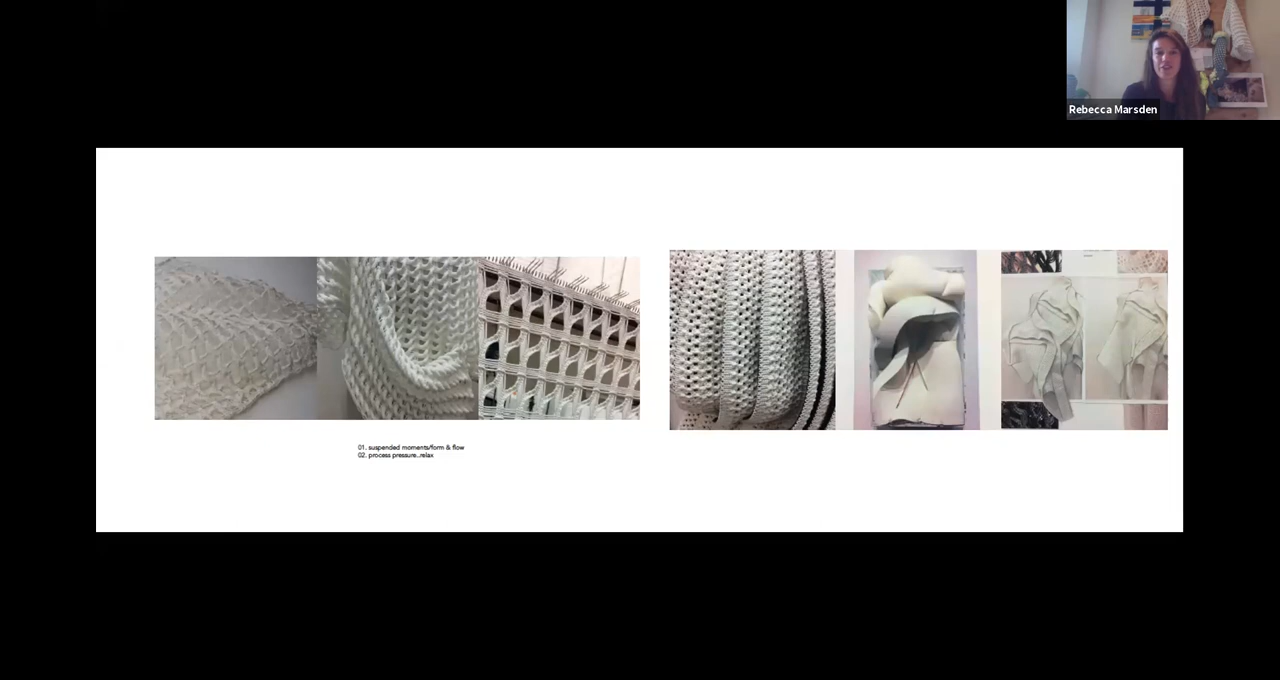 Rebecca Marsden
01. suspended moments/form & flow
02. process pressure..relax